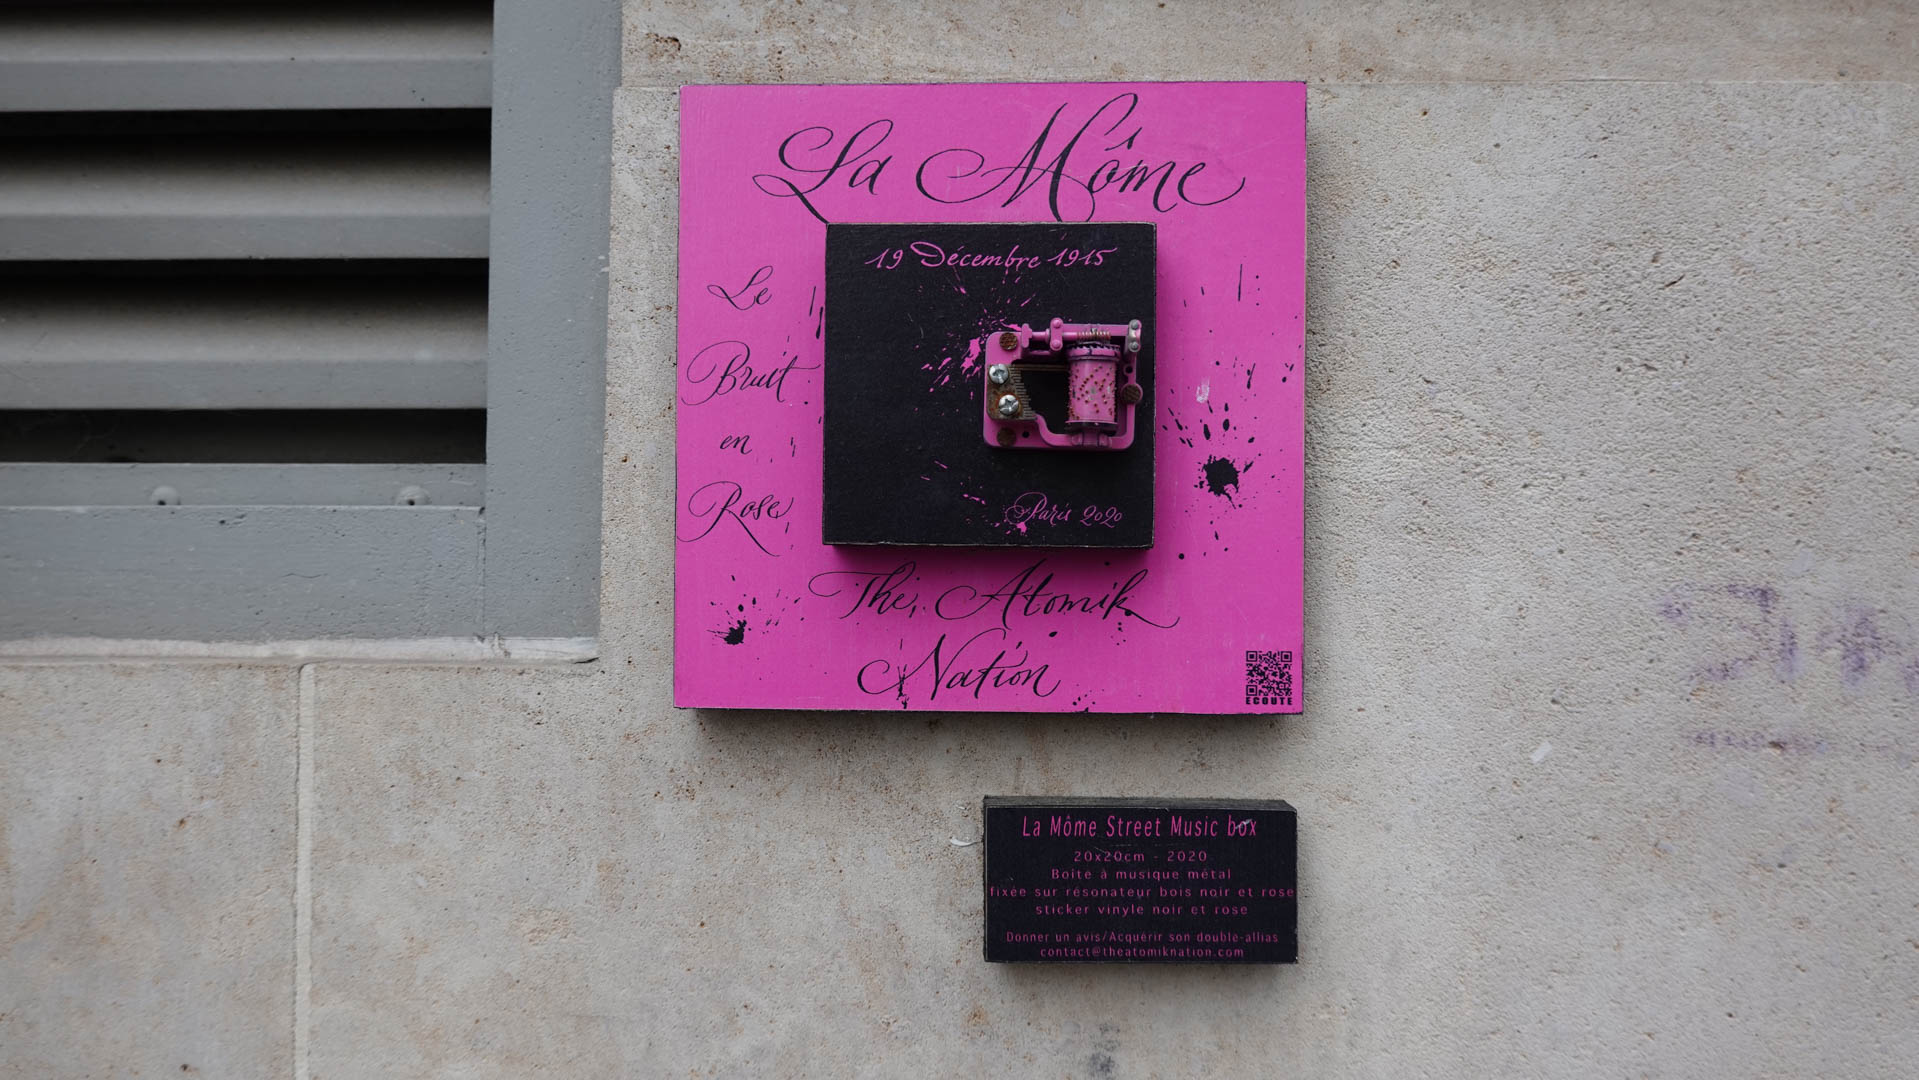 La Môme
19 Décembre 1915
Le
Bruit
en
Rose
Paris 2020
The Atomik
Nation
ECOUTE
La Môme Street Music box
20x20cm - 2020
Boite à musique métal
fixée sur résonateur bois noir et rose
sticker vinyle noir et rose
Donner un avis/Acquérir son double-allias
contact@theatomiknation.com